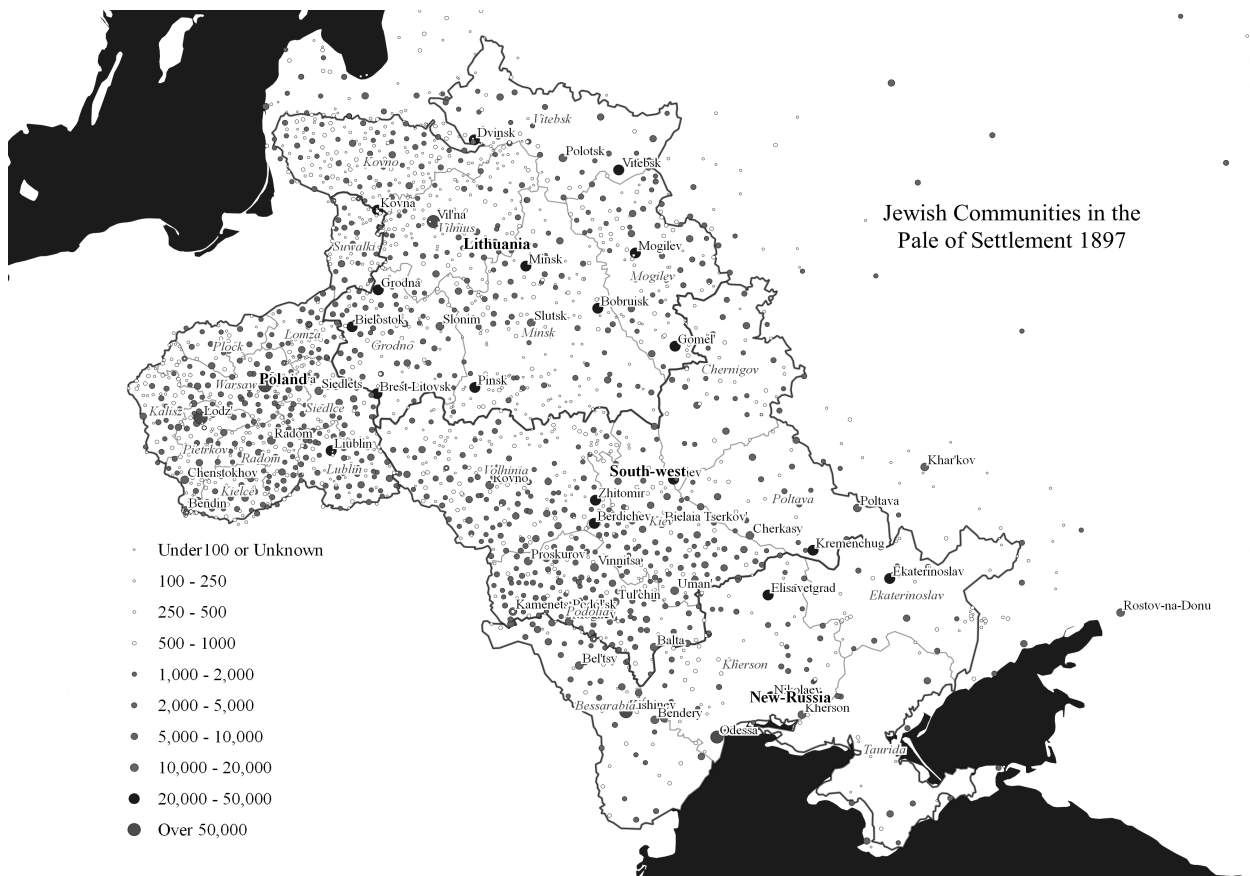 Jewish Communities in the
Pale of Settlement 1897
Vitebsk
Dvinsk
Polotsk
Vitebsk
Kovno
Kovna
Vil'na
Vilnius
Lithuania
Suwalki
Minsk
Mogilev
Mogilev
Grodna
Bobruisk
Bielostok
Slonim
Slutsk
Minsk
Lomza
Plock
Grodno
Gomel'
Chernigov
Warsaw
Poland
Siedlets
Brest-Litovsk
Pinsk
Kalisz
Lodz'
Siedlce
Radom
Liublin
Pietrkov
Radom
Lublin
Chenstokhov
Kielce
Bendin
Volhinia
Rovno
South-west
Khar'kov
Zhitomir
Poltava
Poltava
Berdichev
Kiev
Bielaia Tserkov'
Cherkasy
Kremenchug
Proskurov
Vinnitsa
Ekaterinoslav
Ekaterinoslav
Uman
Elisavetgrad
Tul'chin
Kamenets-Podol'sk
Podolia
Rostov-na-Donu
Balta
Bel'tsy
Kherson
Nikolaev
New-Russia
Kherson
Bessarabia
Kishinev
Bendery
Odessa
Taurida
Under100 or Unknown
100 - 250
250 - 500
500 - 1000
1,000 - 2,000
2,000 - 5,000
5,000 - 10,000
10,000 - 20,000
20,000 - 50,000
Over 50,000